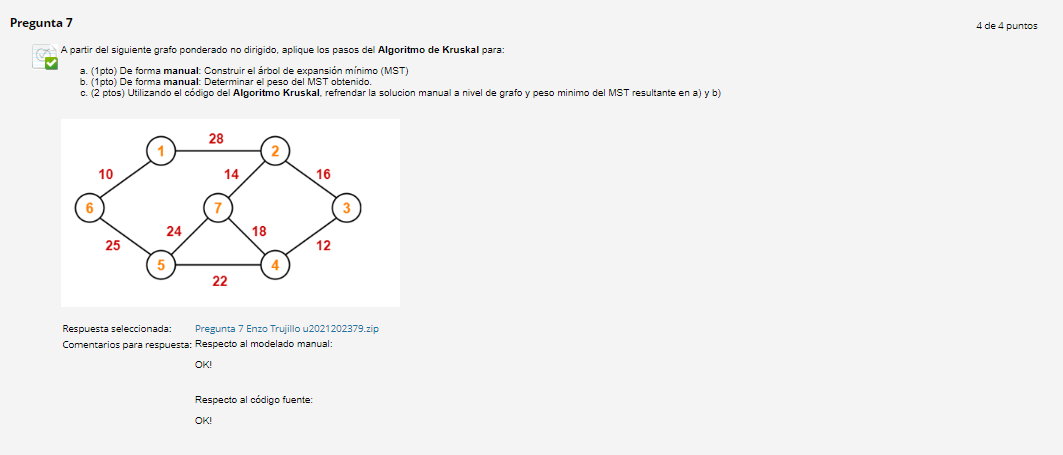 Pregunta 7
4 de 4 puntos
A partir del siguiente grafo ponderado no dirigido, aplique los pasos del Algoritmo de Kruskal para:
a. (1pto) De forma manual: Construir el árbol de expansión mínimo (MST)
b. (1pto) De forma manual: Determinar el peso del MST obtenido.
c. (2 ptos) Utilizando el código del Algoritmo Kruskal, refrendar la solucion manual a nivel de grafo y peso minimo del MST resultante en a) y b)
28
1
2
10
14
16
6
7
3
24
18
25
12
5
4
22
Respuesta seleccionada: Pregunta 7 Enzo Trujillo u2021202379.zip
Comentarios para respuesta: Respecto al modelado manual:
OK!
Respecto al código fuente:
OK!